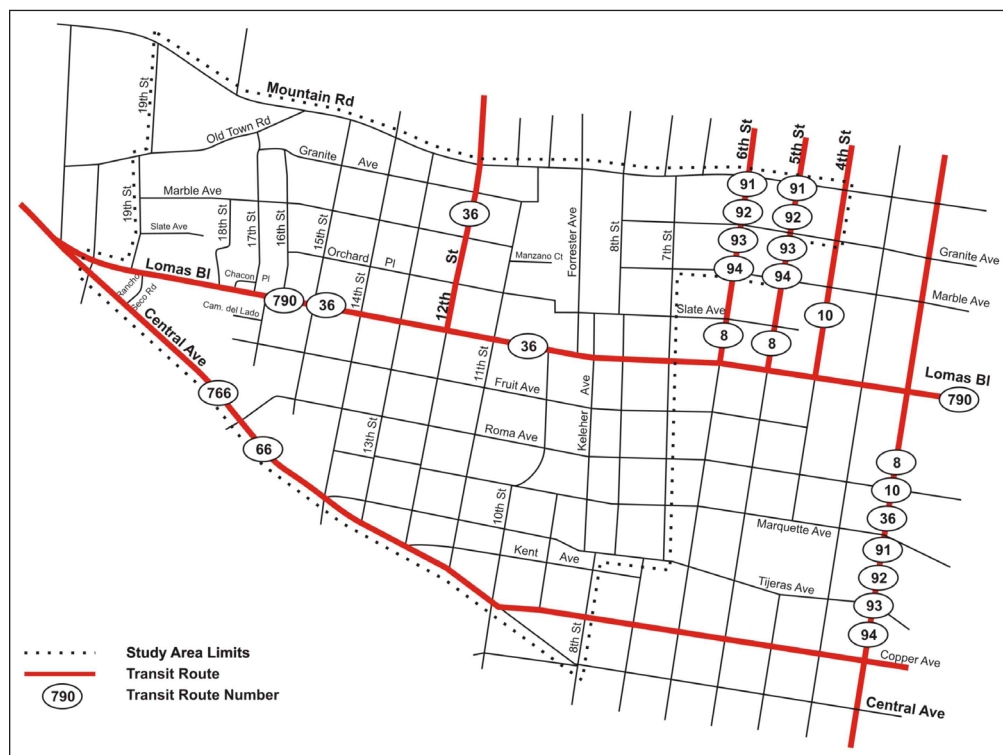 Mountain Rd
19th St
Old Town Rd
Granite Ave
6th St
5th St
4th St
91
91
92
92
93
93
94
94
Marble Ave
19th St
Slate Ave
18th St
17th St
16th St
15th St
36
12th St
Manzano Ct
Forrester Ave
8th St
7th St
Granite Ave
Marble Ave
Orchard Pl
Lomas Bl
Chacon Pl
Rancho Seco Rd
Cam. del Lado
790
36
14th St
Slate Ave
10
8
8
36
Central Ave
11th St
Fruit Ave
Keleher Ave
Lomas Bl
790
766
66
Roma Ave
13th St
10th St
8
10
36
91
92
93
94
Marquette Ave
Kent Ave
Tijeras Ave
8th St
Copper Ave
Central Ave
Study Area Limits
Transit Route
790
Transit Route Number